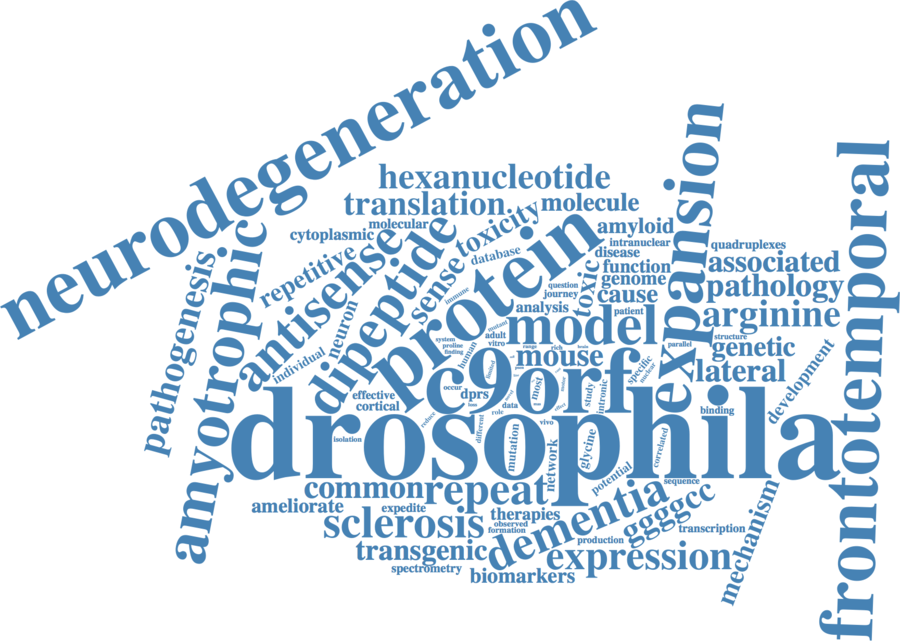 neurodegeneration
hexanucleotide
translation
molecule
molecular
cytoplasmic
toxicity
amyloid
intranuclear
quadruplexes
database
disease
associated
repetitive
antisense
dipeptide
sense
protein
toxic
function
genome
cause
pathology
pathogenesis
amyotrophic
immune
question
journey
analysis
patient
arginine
expansion
frontotemporal
neuron
individual
system
proline
finding
mutant
adult
vitro
model
range
rich
brain
parallel
structure
genetic
human
limited
mouse
specific
nuclear
lateral
development
effective
cortical
occur
dprs
c9orf
most
study
intronic
binding
reduce
role
data
effect
drosophila
isolation
different
mutation
vivo
network
glycine
correlated
potential
sequence
common
repeat
dementia
ggggcc
mechanism
ameliorate
expedite
therapies
sclerosis
observed
formation
transcription
transgenic
production
expression
spectrometry
biomarkers